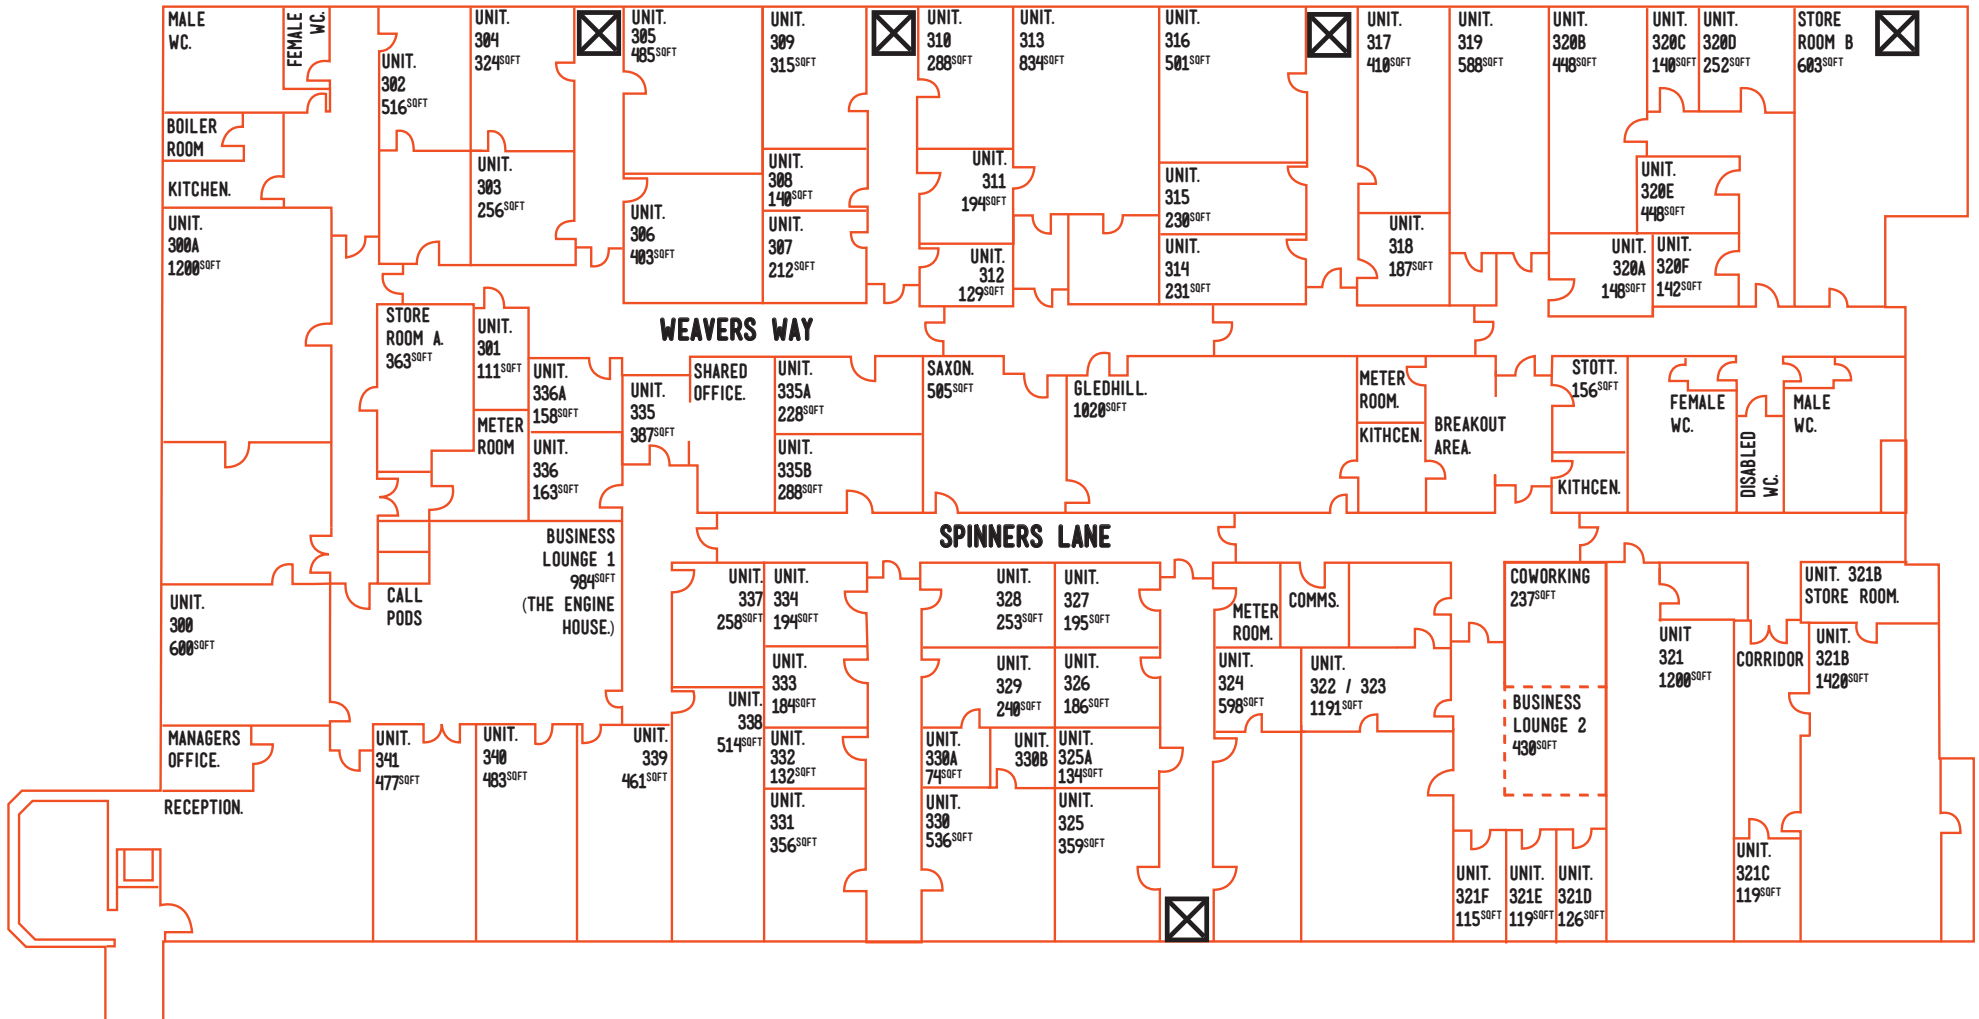 MALE
WC.
FEMALE
WC.
UNIT.
302
516SQFT
UNIT.
304
324SQFT
UNIT.
305
485SQFT
UNIT.
309
315SQFT
UNIT.
310
288SQFT
UNIT.
313
834SQFT
UNIT.
316
501SQFT
UNIT.
317
410SQFT
UNIT.
319
588SQFT
UNIT.
320B
448SQFT
UNIT.
320C
140SQFT
UNIT.
320D
252SQFT
STORE
ROOM B
603SQFT
BOILER
ROOM
KITCHEN.
UNIT.
303
256SQFT
UNIT.
306
403SQFT
UNIT.
308
140SQFT
UNIT.
307
212SQFT
UNIT.
311
194SQFT
UNIT.
312
129SQFT
UNIT.
315
230SQFT
UNIT.
314
231SQFT
UNIT.
318
187SQFT
UNIT.
320E
448SQFT
UNIT.
320A
148SQFT
UNIT.
320F
142SQFT
UNIT.
300A
1200SQFT
STORE
ROOM A.
363SQFT
UNIT.
301
111SQFT
WEAVERS WAY
UNIT.
336A
158SQFT
METER
ROOM
UNIT.
336
163SQFT
UNIT.
335
387SQFT
SHARED
OFFICE.
UNIT.
335A
228SQFT
UNIT.
335B
288SQFT
SAXON.
505SQFT
GLEDHILL.
1020SQFT
METER
ROOM.
KITHCEN.
BREAKOUT
AREA.
STOTT.
156SQFT
KITHCEN.
FEMALE
WC.
DISABLED
WC.
MALE
WC.
SPINNERS LANE
BUSINESS
LOUNGE 1
984SQFT
(THE ENGINE
HOUSE.)
CALL
PODS
UNIT.
300
600SQFT
UNIT.
337
258SQFT
UNIT.
334
194SQFT
UNIT.
328
253SQFT
UNIT.
327
195SQFT
METER
ROOM.
COMMS.
COWORKING
237SQFT
UNIT
321
1200SQFT
UNIT. 321B
STORE ROOM.
CORRIDOR
UNIT.
321B
1420SQFT
UNIT.
333
184SQFT
UNIT.
329
240SQFT
UNIT.
326
186SQFT
UNIT.
324
598SQFT
UNIT.
322 / 323
1191SQFT
BUSINESS
LOUNGE 2
430SQFT
MANAGERS
OFFICE.
RECEPTION.
UNIT.
341
477SQFT
UNIT.
340
483SQFT
UNIT.
339
461SQFT
UNIT.
338
514SQFT
UNIT.
332
132SQFT
UNIT.
331
356SQFT
UNIT.
330A
74SQFT
UNIT.
330B
UNIT.
330
536SQFT
UNIT.
325A
134SQFT
UNIT.
325
359SQFT
UNIT.
321F
115SQFT
UNIT.
321E
119SQFT
UNIT.
321D
126SQFT
UNIT.
321C
119SQFT